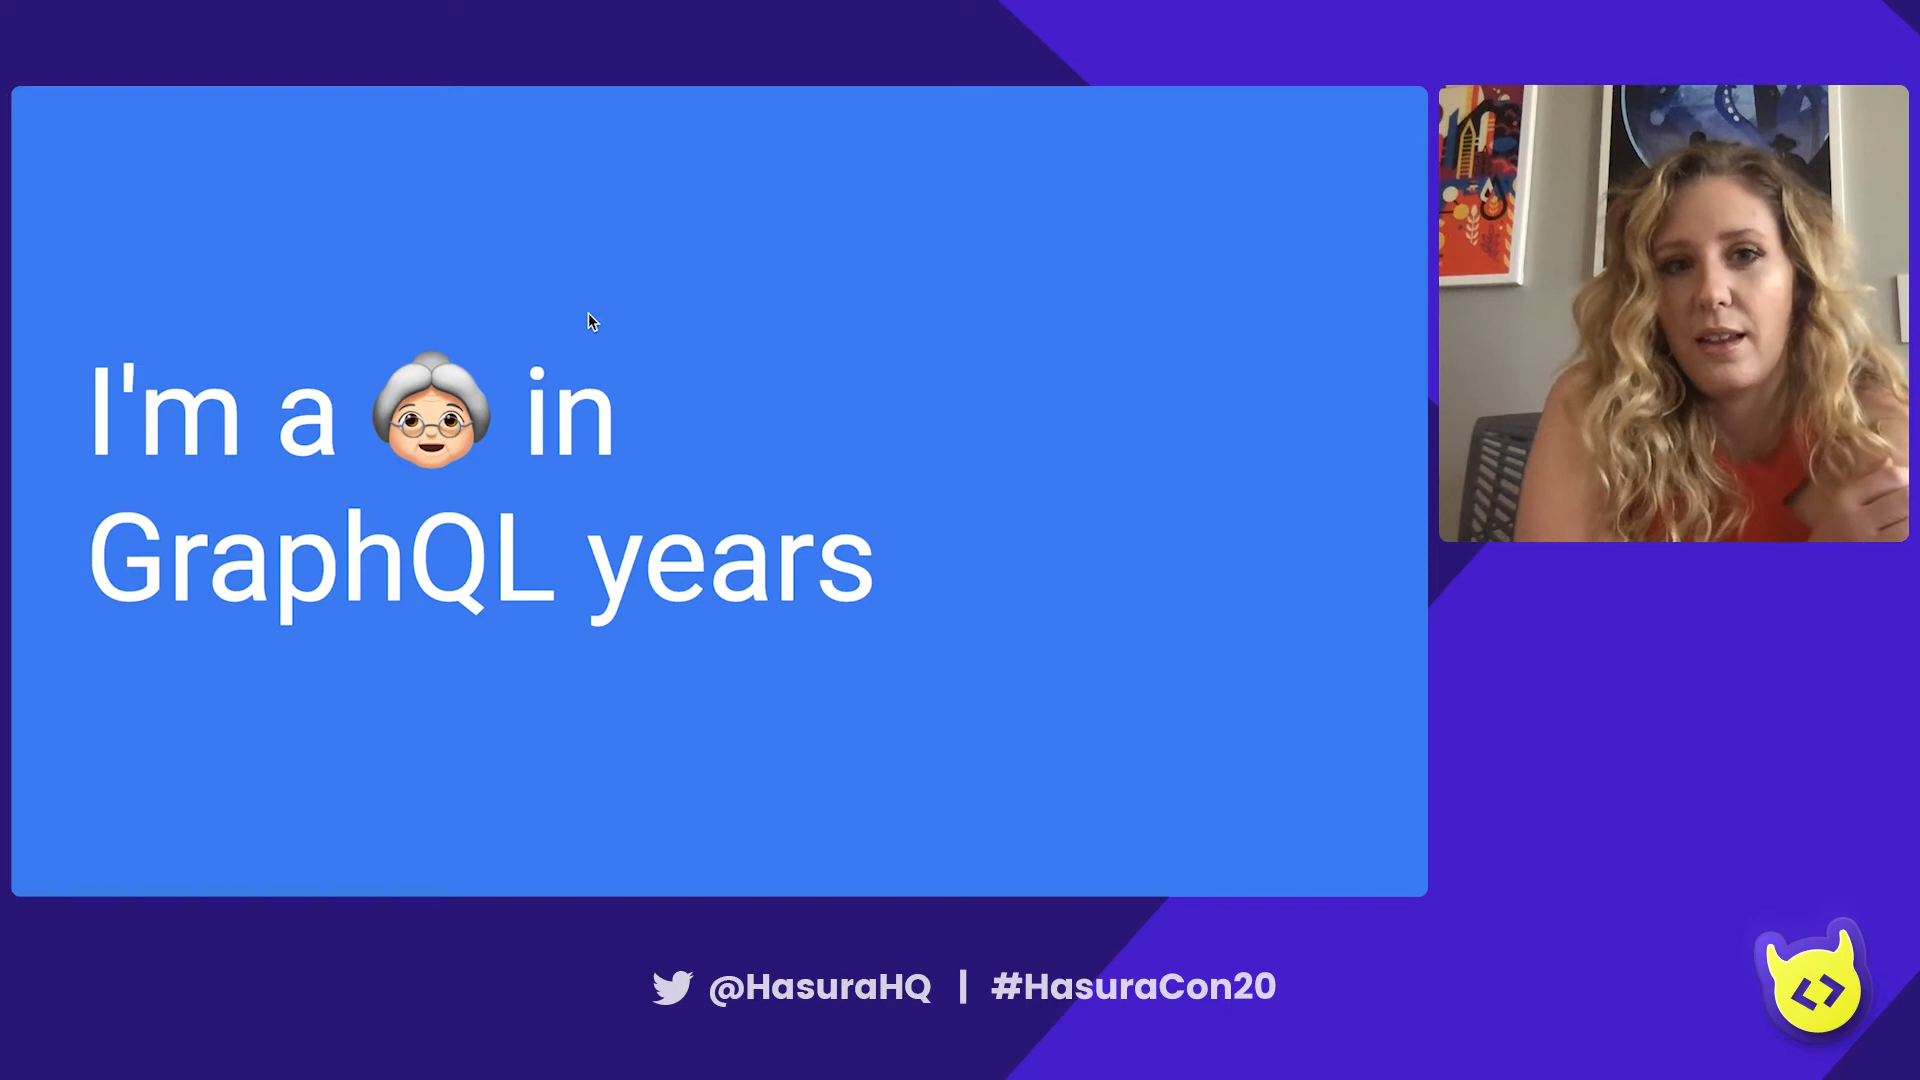 I'm a 👵🏻 in
GraphQL years
@HasuraHQ | #HasuraCon20